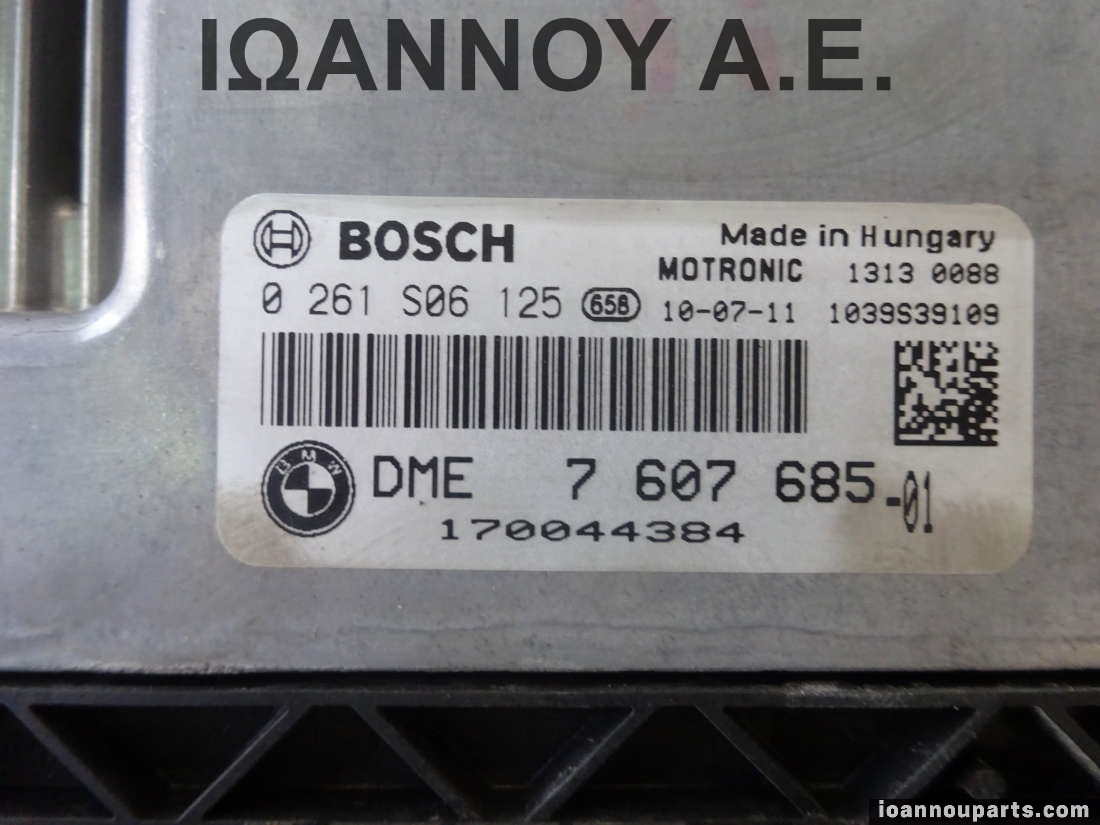 ΙΩΑΝΝΟΥ Α.Ε.
BOSCH
Made in Hungary
MOTRONIC 1313 0088
0 261 S06 125 658 10-07-11 1039S39109
BMW
DME 7 607 685-01
170044384
ioannouparts.com